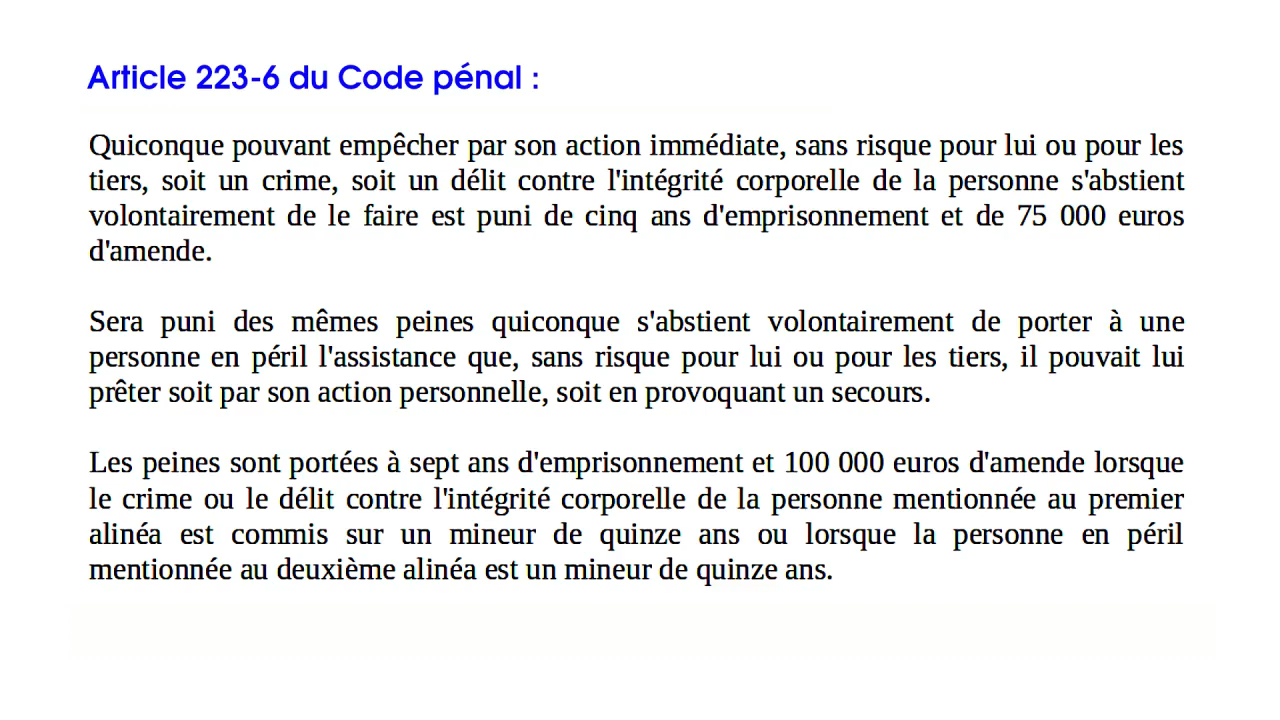 Article 223-6 du Code pénal :
Quiconque pouvant empêcher par son action immédiate, sans risque pour lui ou pour les
tiers, soit un crime, soit un délit contre l'intégrité corporelle de la personne s'abstient
volontairement de le faire est puni de cinq ans d'emprisonnement et de 75 000 euros
d'amende.
Sera puni des mêmes peines quiconque s'abstient volontairement de porter à une
personne en péril l'assistance que, sans risque pour lui ou pour les tiers, il pouvait lui
prêter soit par son action personnelle, soit en provoquant un secours.
Les peines sont portées à sept ans d'emprisonnement et 100 000 euros d'amende lorsque
le crime ou le délit contre l'intégrité corporelle de la personne mentionnée au premier
alinéa est commis sur un mineur de quinze ans ou lorsque la personne en péril
mentionnée au deuxième alinéa est un mineur de quinze ans.